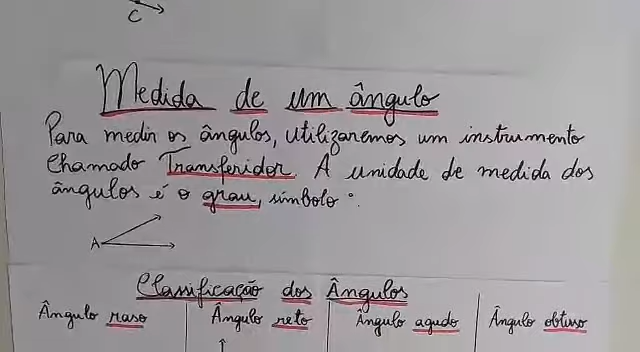 C
Medida de um ângulo
Para medir os ângulos, utilizaremos um instrumento
chamado Transferidor. A unidade de medida dos
ângulos é o grau, símbolo °.
A
Classificação dos Ângulos
Ângulo raso Ângulo reto Ângulo agudo Ângulo obtuso